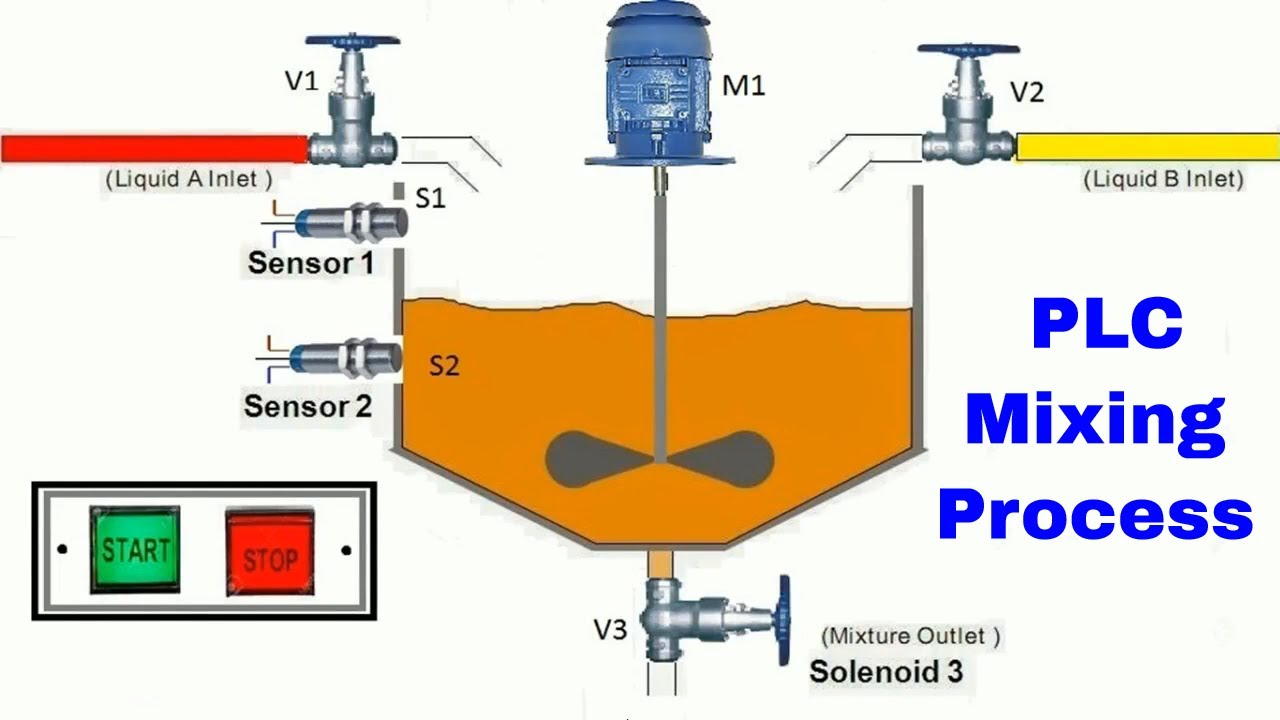 V1
M1
V2
(Liquid A Inlet )
(Liquid B Inlet)
S1
Sensor 1
S2
Sensor 2
PLC
Mixing
Process
START
STOP
V3
(Mixture Outlet )
Solenoid 3